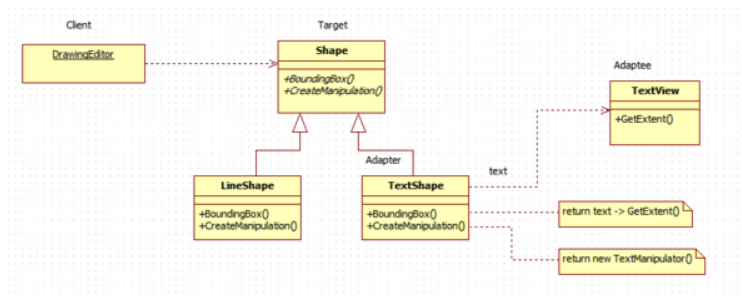 Client
Target
DrawingEditor
Shape
+BoundingBox()
+CreateManipulation()
Adaptee
TextView
+GetExtent()
Adapter
text
LineShape
+BoundingBox()
+CreateManipulation()
TextShape
+BoundingBox()
+CreateManipulation()
return text -> GetExtent()
return new TextManipulator()